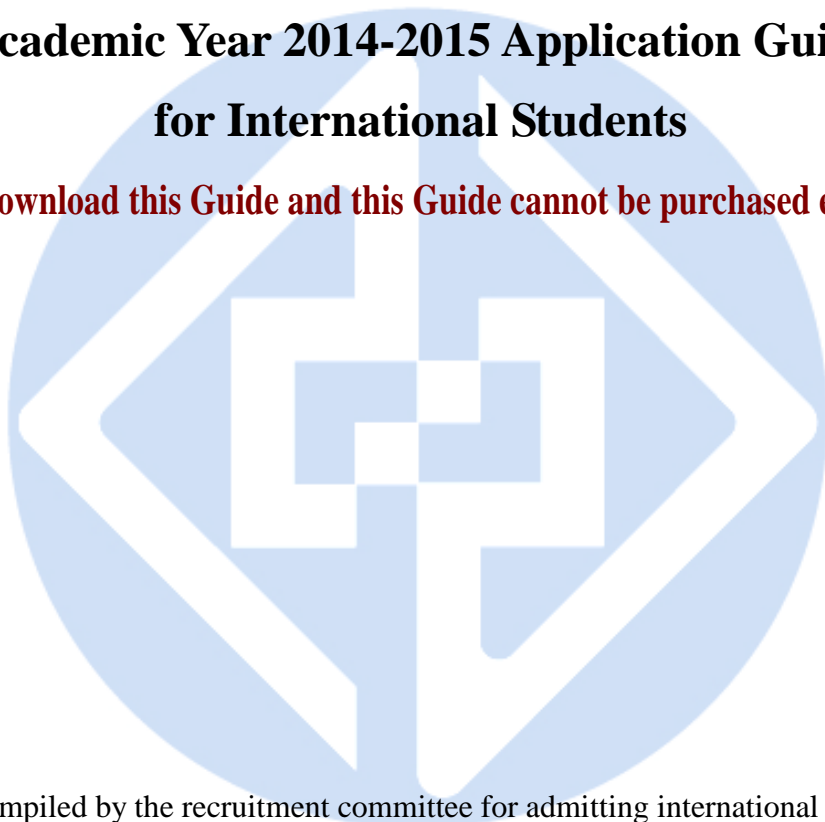 cademic Year 2014-2015 Application Gui
for International Students
ownload this Guide and this Guide cannot be purchased e
mpiled by the recruitment committee for admitting international